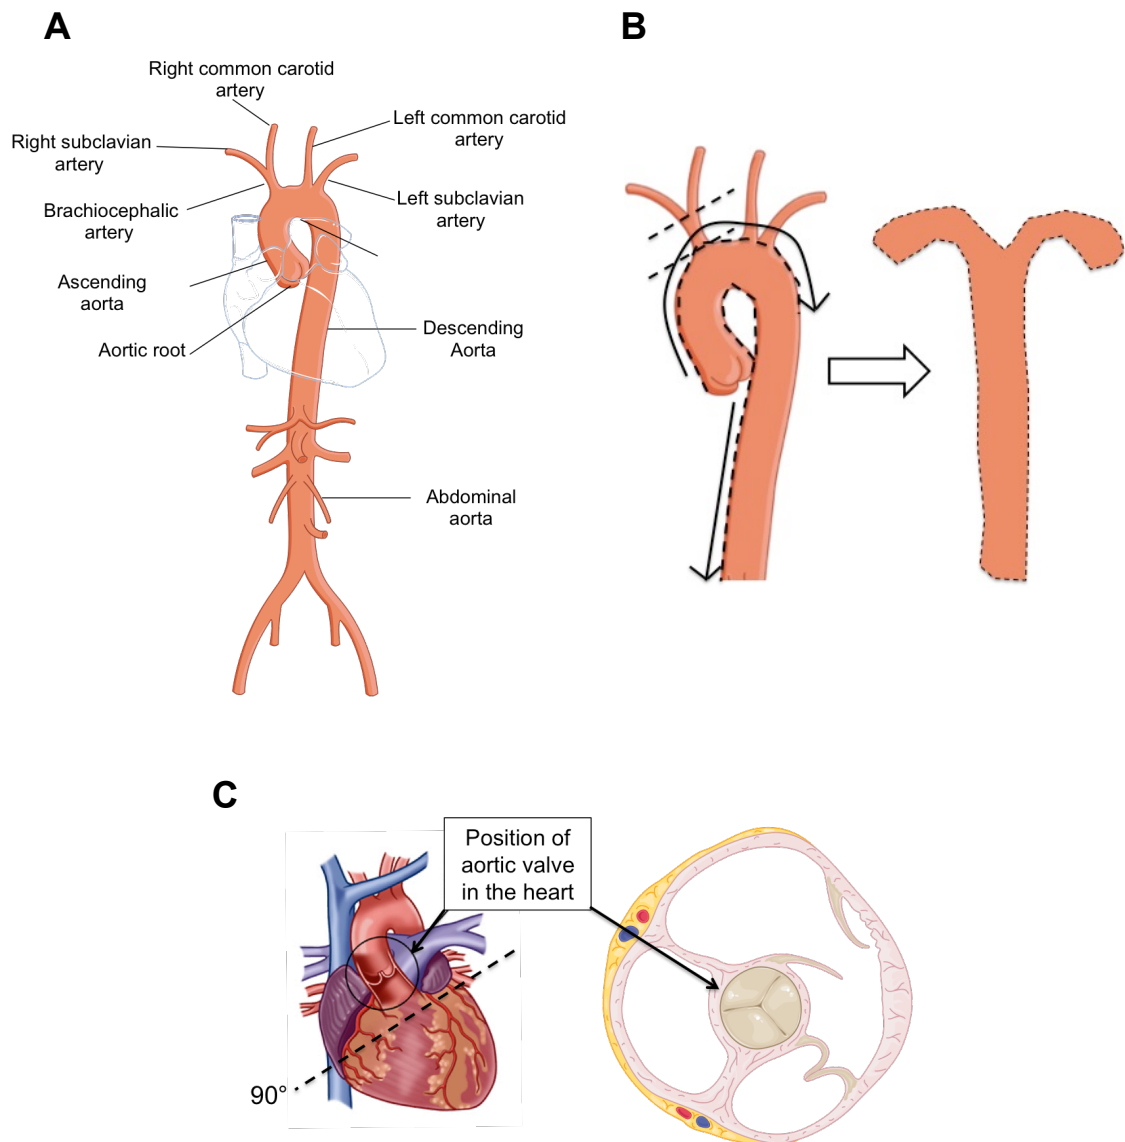 A
B
Right common carotid
artery
Left common carotid
artery
Right subclavian
artery
Left subclavian
artery
Brachiocephalic
artery
Ascending
aorta
Aortic root
Descending
Aorta
Abdominal
aorta
C
Position of
aortic valve
in the heart
90°